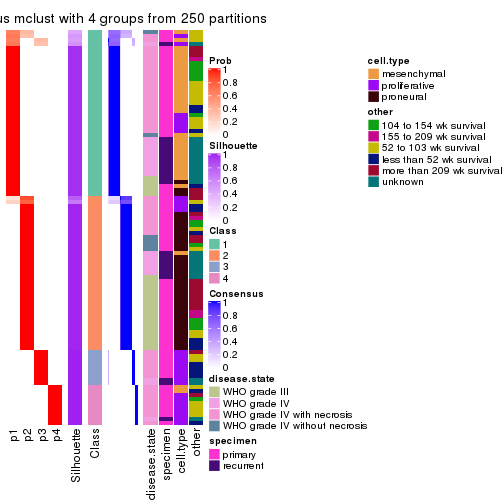 us mclust with 4 groups from 250 partitions
Prob
1
0.8
0.6
0.4
0.2
0
Silhouette
1
0.8
0.6
0.4
0.2
0
Class
1
2
3
4
Consensus
1
0.8
0.6
0.4
0.2
0
disease.state
WHO grade III
WHO grade IV
WHO grade IV with necrosis
WHO grade IV without necrosis
specimen
primary
recurrent
cell.type
mesenchymal
proliferative
proneural
other
104 to 154 wk survival
155 to 209 wk survival
52 to 103 wk survival
less than 52 wk survival
more than 209 wk survival
unknown
p1
p2
p3
p4
Silhouette
Class
disease.state
specimen
cell.type
other